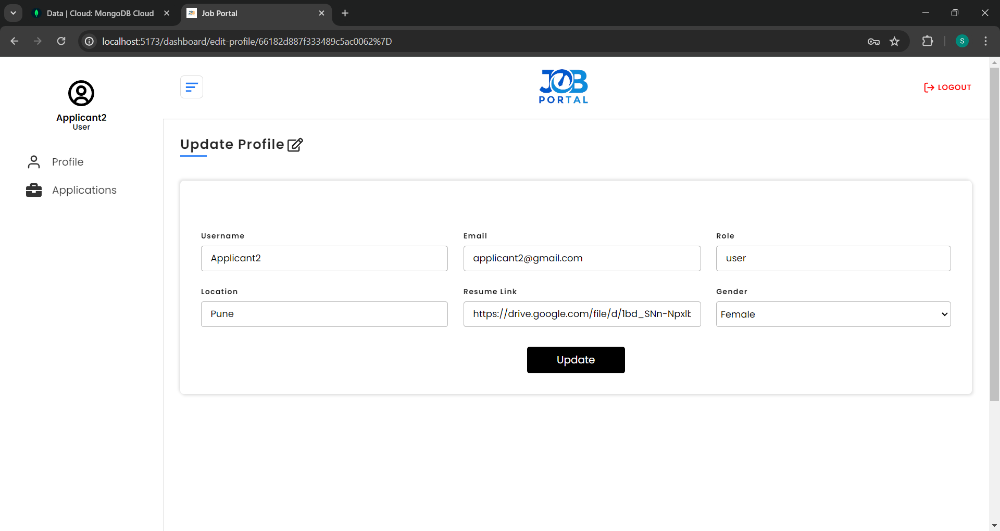 Data | Cloud: MongoDB Cloud
Job Portal
localhost:5173/dashboard/edit-profile/66182d887f333489c5ac0062%7D
S
JOB
PORTAL
LOGOUT
Applicant2
User
Profile
Applications
Update Profile
Username
Email
Role
Applicant2
applicant2@gmail.com
user
Location
Resume Link
Gender
Pune
https://drive.google.com/file/d/1bd_SNn-Npxlb
Female
Update